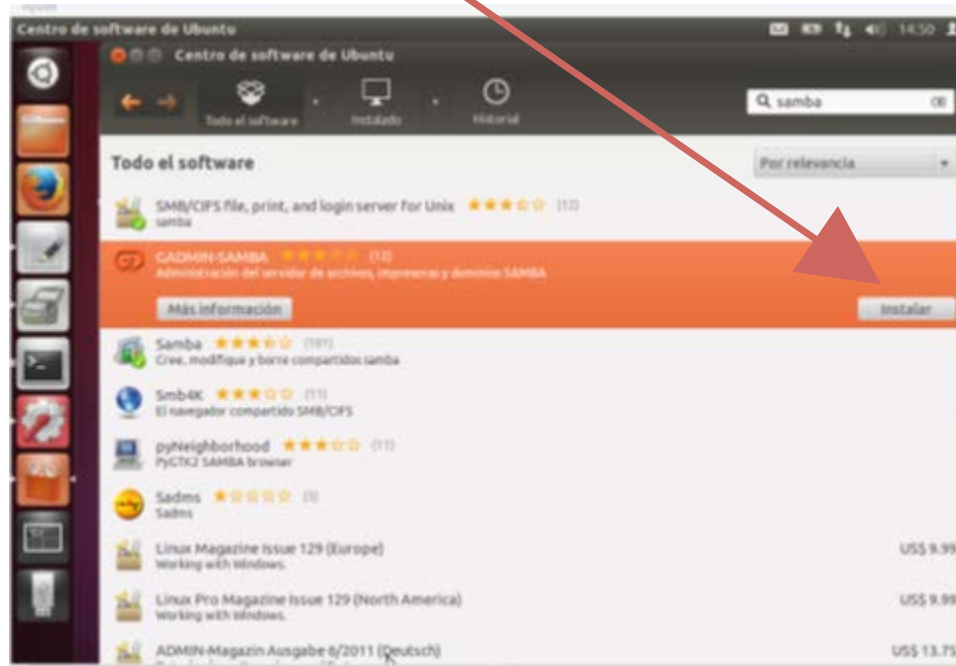 Centro de software de Ubuntu
14:50
Centro de software de Ubuntu
Todo el software
Instalado
Historial
samba
Todo el software
Por relevancia
SMB/CIFS file, print, and login server for Unix (12)
samba
GADMIN-SAMBA (12)
Administración del servidor de archivos, impresoras y dominios SAMBA
Más información
Instalar
Samba (101)
Cree, modifique y borre compartidos samba
Smb4K (11)
El navegador compartido SMB/CIFS
pyNeighborhood (11)
PyGTK2 SAMBA browser
Sadms (3)
Sadms
Linux Magazine Issue 129 (Europe)
US$ 9.99
Working with Windows.
Linux Pro Magazine Issue 129 (North America)
US$ 9.99
Working with Windows.
ADMIN-Magazin Ausgabe 6/2011 (Deutsch)
US$ 13.75